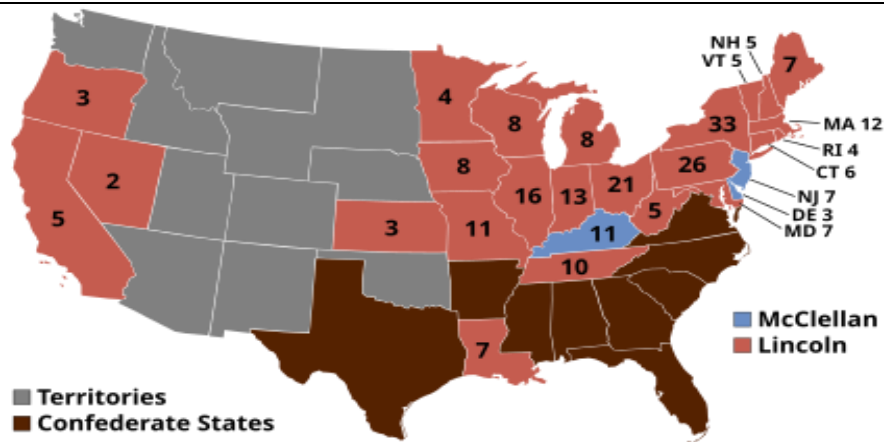 NH 5
VT 5
7
3
4
8
8
33
MA 12
RI 4
CT 6
2
8
16
13
21
26
NJ 7
DE 3
MD 7
5
3
11
11
5
10
7
McClellan
Lincoln
Territories
Confederate States